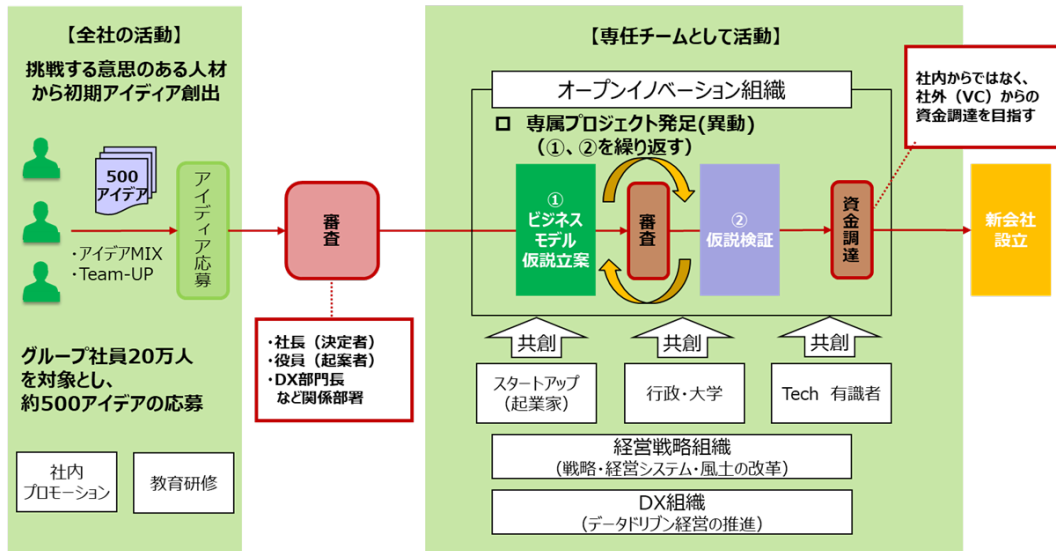 【全社の活動】
挑戦する意思のある人材
から初期アイディア創出
500
アイデア
・アイデアMIX
・Team-UP
アイディア応募
グループ社員20万人
を対象とし、
約500アイデアの応募
社内
プロモーション
教育研修
審査
・社長（決定者）
・役員（起案者）
・DX部門長
など関係部署
【専任チームとして活動】
オープンイノベーション組織
ロ 専属プロジェクト発足(異動)
（①、②を繰り返す）
①
ビジネス
モデル
仮説立案
審査
②
仮説検証
資金調達
社内からではなく、
社外（VC）からの
資金調達を目指す
新会社
設立
共創
共創
共創
スタートアップ
（起業家）
行政・大学
Tech 有識者
経営戦略組織
（戦略・経営システム・風土の改革）
DX組織
（データドリブン経営の推進）